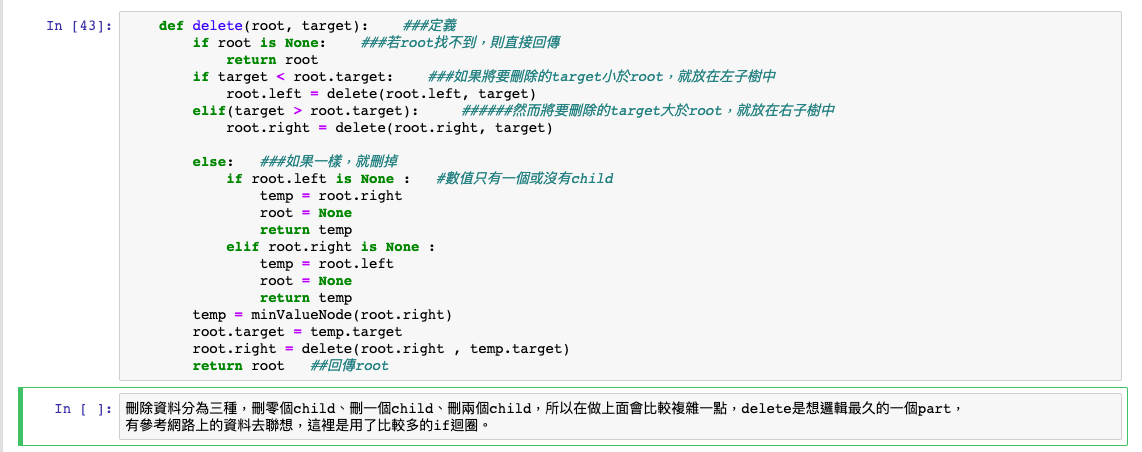 In [43]:
def delete(root, target):    ###定義
if root is None:    ###若root找不到，則直接回傳
return root
if target < root.target:    ###如果將要刪除的target小於root，就放在左子樹中
root.left = delete(root.left, target)
elif(target > root.target):    ######然而將要刪除的target大於root，就放在右子樹中
root.right = delete(root.right, target)
else:   ###如果一樣，就刪掉
if root.left is None :   #數值只有一個或沒有child
temp = root.right
root = None
return temp
elif root.right is None :
temp = root.left
root = None
return temp
temp = minValueNode(root.right)
root.target = temp.target
root.right = delete(root.right , temp.target)
return root   ##回傳root
In [ ]:
刪除資料分為三種，刪零個child、刪一個child、刪兩個child，所以在做上面會比較複雜一點，delete是想邏輯最久的一個part，
有參考網路上的資料去聯想，這裡是用了比較多的if迴圈。